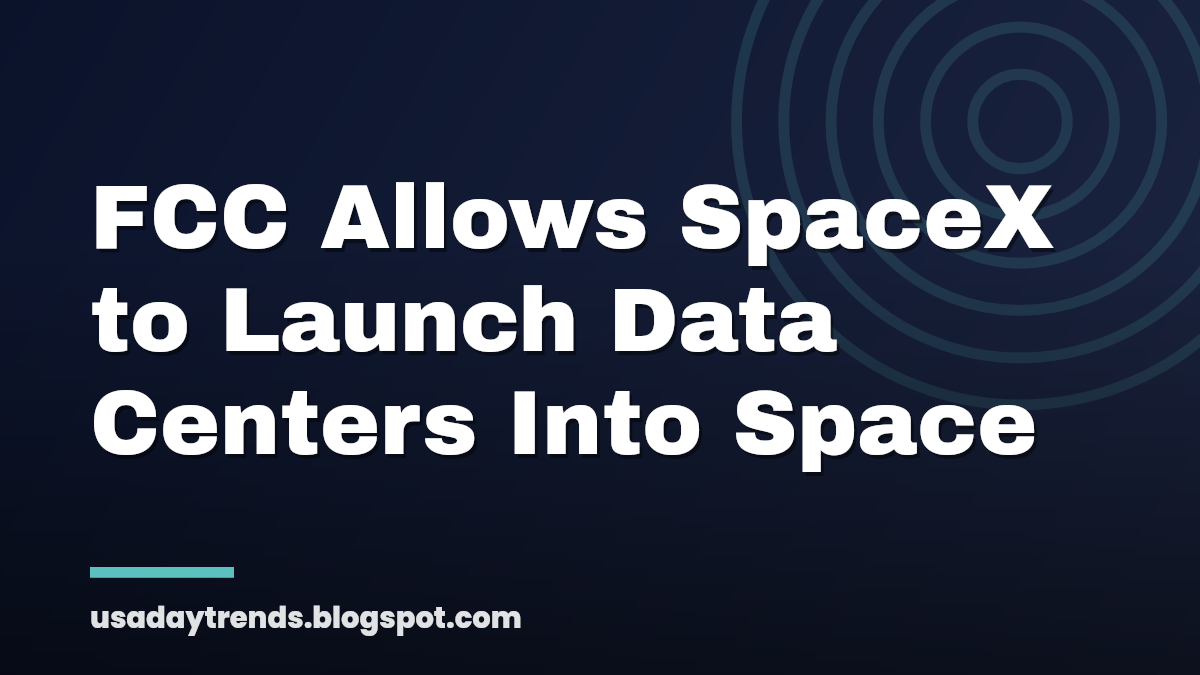 FCC Allows SpaceX
to Launch Data
Centers Into Space
usadaytrends.blogspot.com